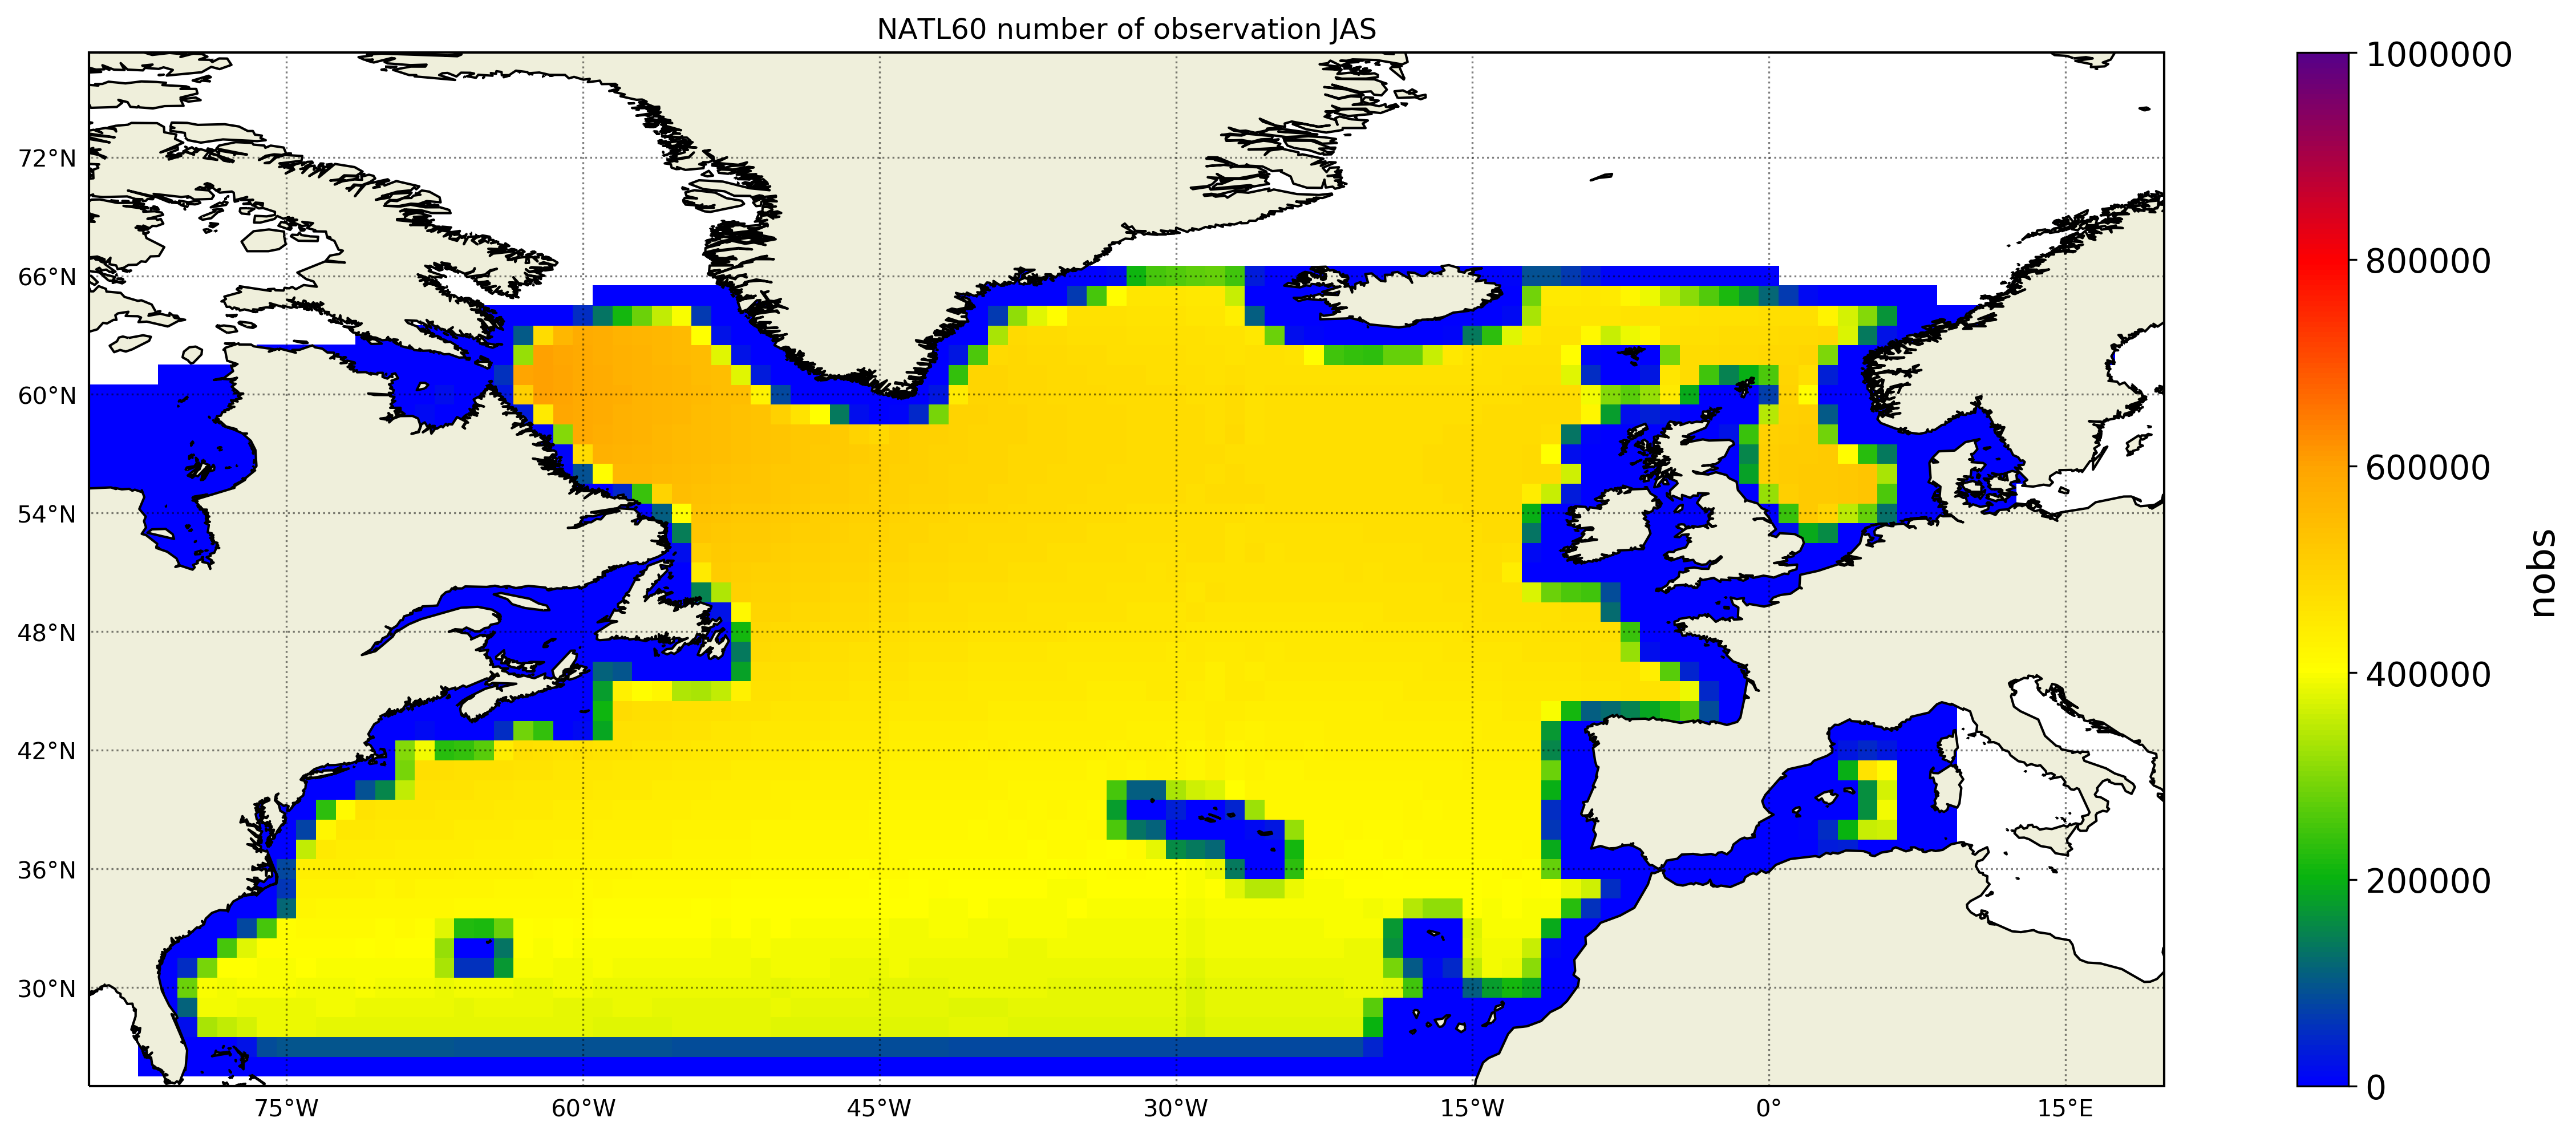 NATL60 number of observation JAS
72°N
66°N
60°N
54°N
48°N
42°N
36°N
30°N
75°W
60°W
45°W
30°W
15°W
0°
15°E
1000000
800000
600000
400000
200000
0
nobs